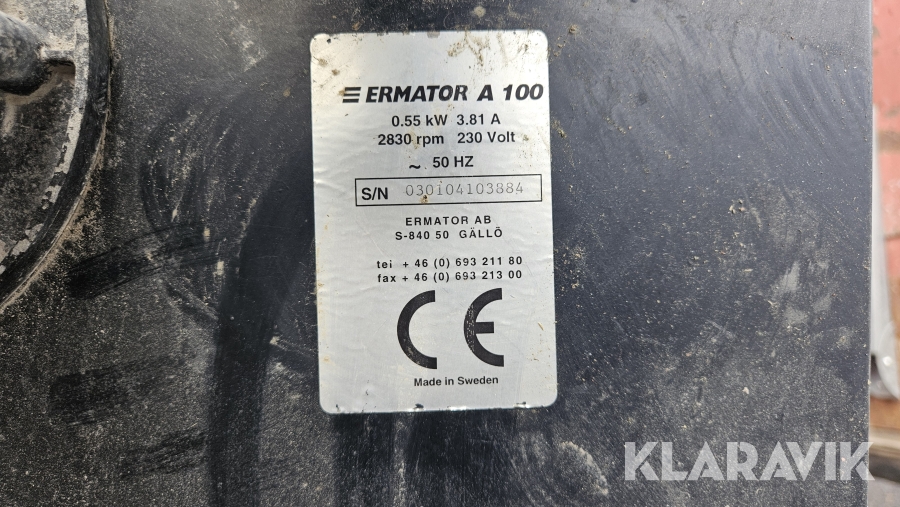 ERMATOR A 100
0.55 kW 3.81 A
2830 rpm 230 Volt
~ 50 HZ
S/N 030i04103884
ERMATOR AB
S-840 50 GÄLLÖ
tel + 46 (0) 693 211 80
fax + 46 (0) 693 213 00
CE
Made in Sweden
KLARAVIK